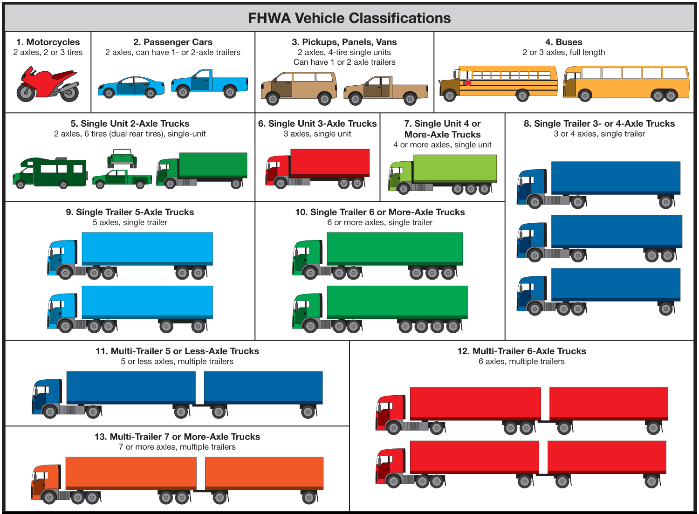 FHWA Vehicle Classifications
1. Motorcycles
2 axles, 2 or 3 tires
2. Passenger Cars
2 axles, can have 1- or 2-axle trailers
3. Pickups, Panels, Vans
2 axles, 4-tire single units
Can have 1 or 2 axle trailers
4. Buses
2 or 3 axles, full length
5. Single Unit 2-Axle Trucks
2 axles, 6 tires (dual rear tires), single-unit
6. Single Unit 3-Axle Trucks
3 axles, single unit
7. Single Unit 4 or
More-Axle Trucks
4 or more axles, single unit
8. Single Trailer 3- or 4-Axle Trucks
3 or 4 axles, single trailer
9. Single Trailer 5-Axle Trucks
5 axles, single trailer
10. Single Trailer 6 or More-Axle Trucks
6 or more axles, single trailer
11. Multi-Trailer 5 or Less-Axle Trucks
5 or less axles, multiple trailers
12. Multi-Trailer 6-Axle Trucks
6 axles, multiple trailers
13. Multi-Trailer 7 or More-Axle Trucks
7 or more axles, multiple trailers